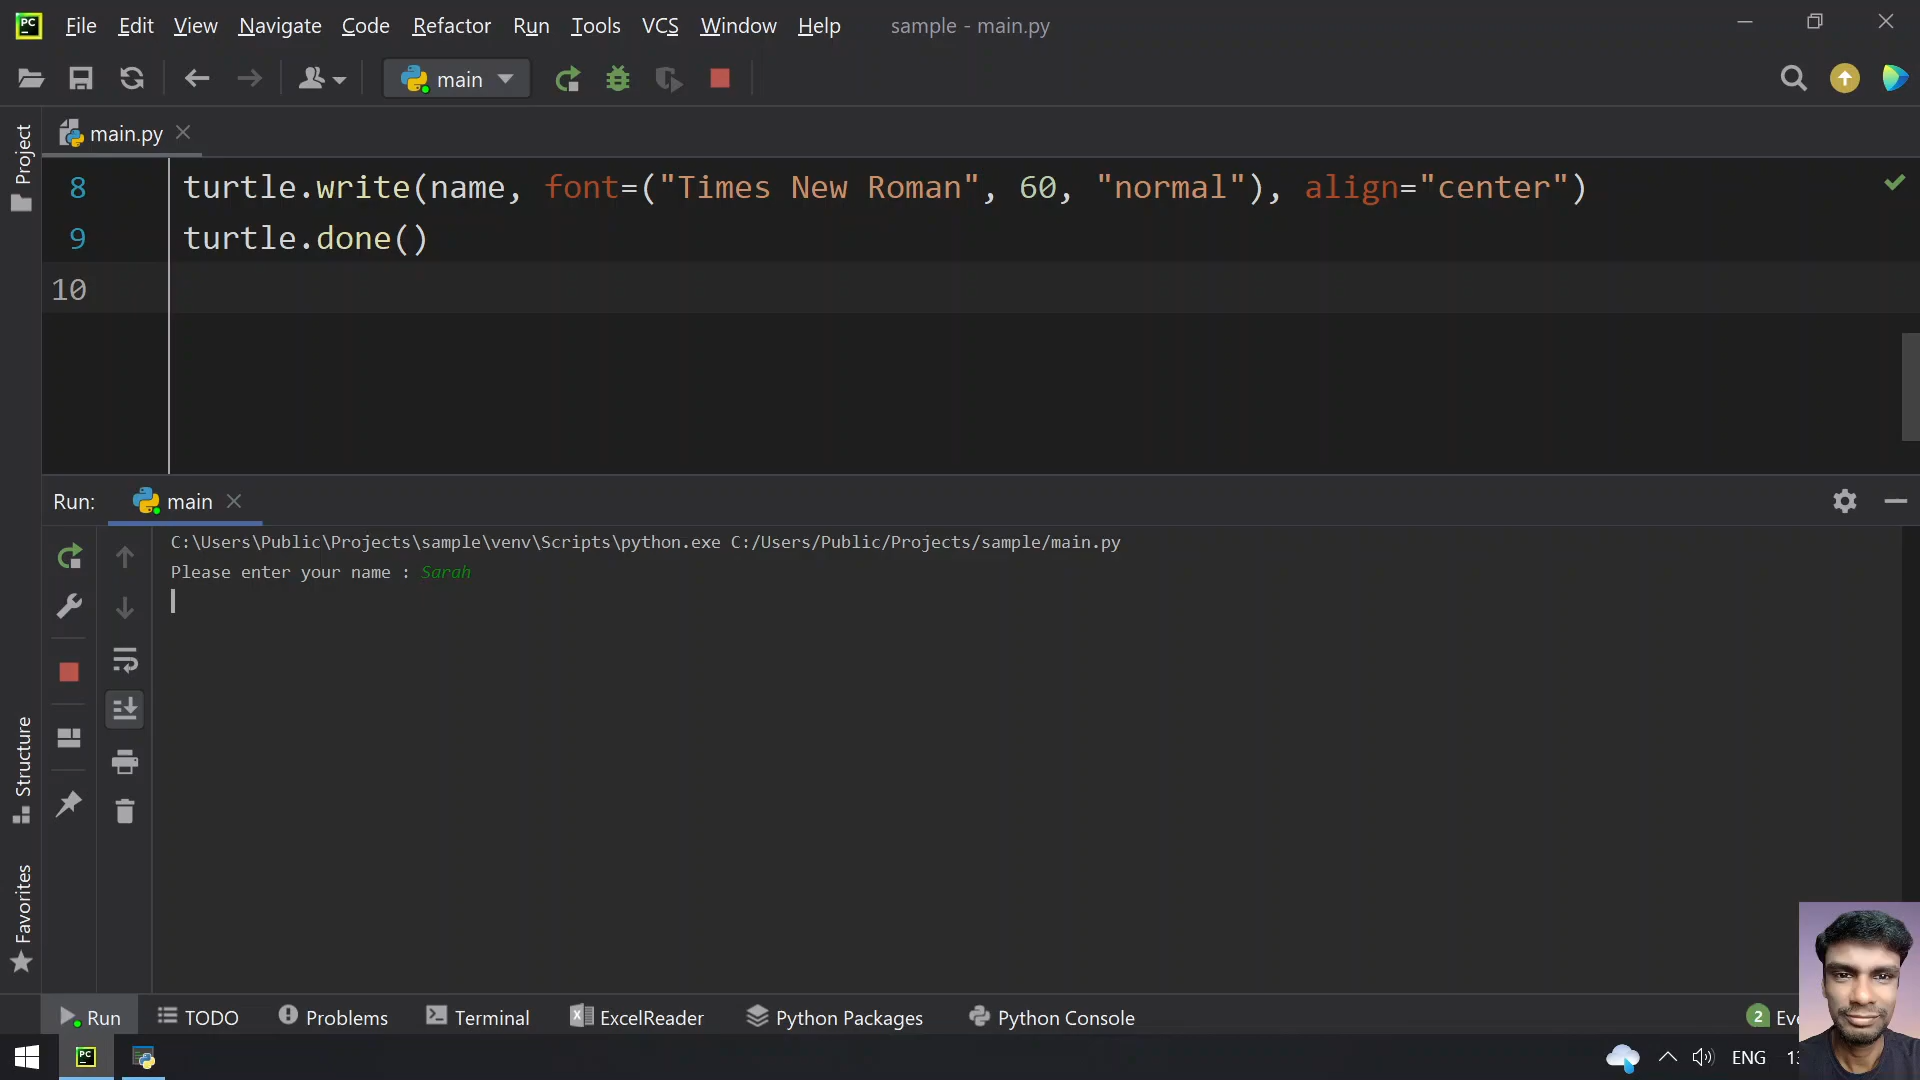 PC File Edit View Navigate Code Refactor Run Tools VCS Window Help sample - main.py
main
main.py
Project
8 turtle.write(name, font=("Times New Roman", 60, "normal"), align="center")
9 turtle.done()
10
Run: main
C:\Users\Public\Projects\sample\venv\Scripts\python.exe C:/Users/Public/Projects/sample/main.py
Please enter your name : Sarah
Structure
Favorites
Run TODO Problems Terminal ExcelReader Python Packages Python Console 2
PC ENG